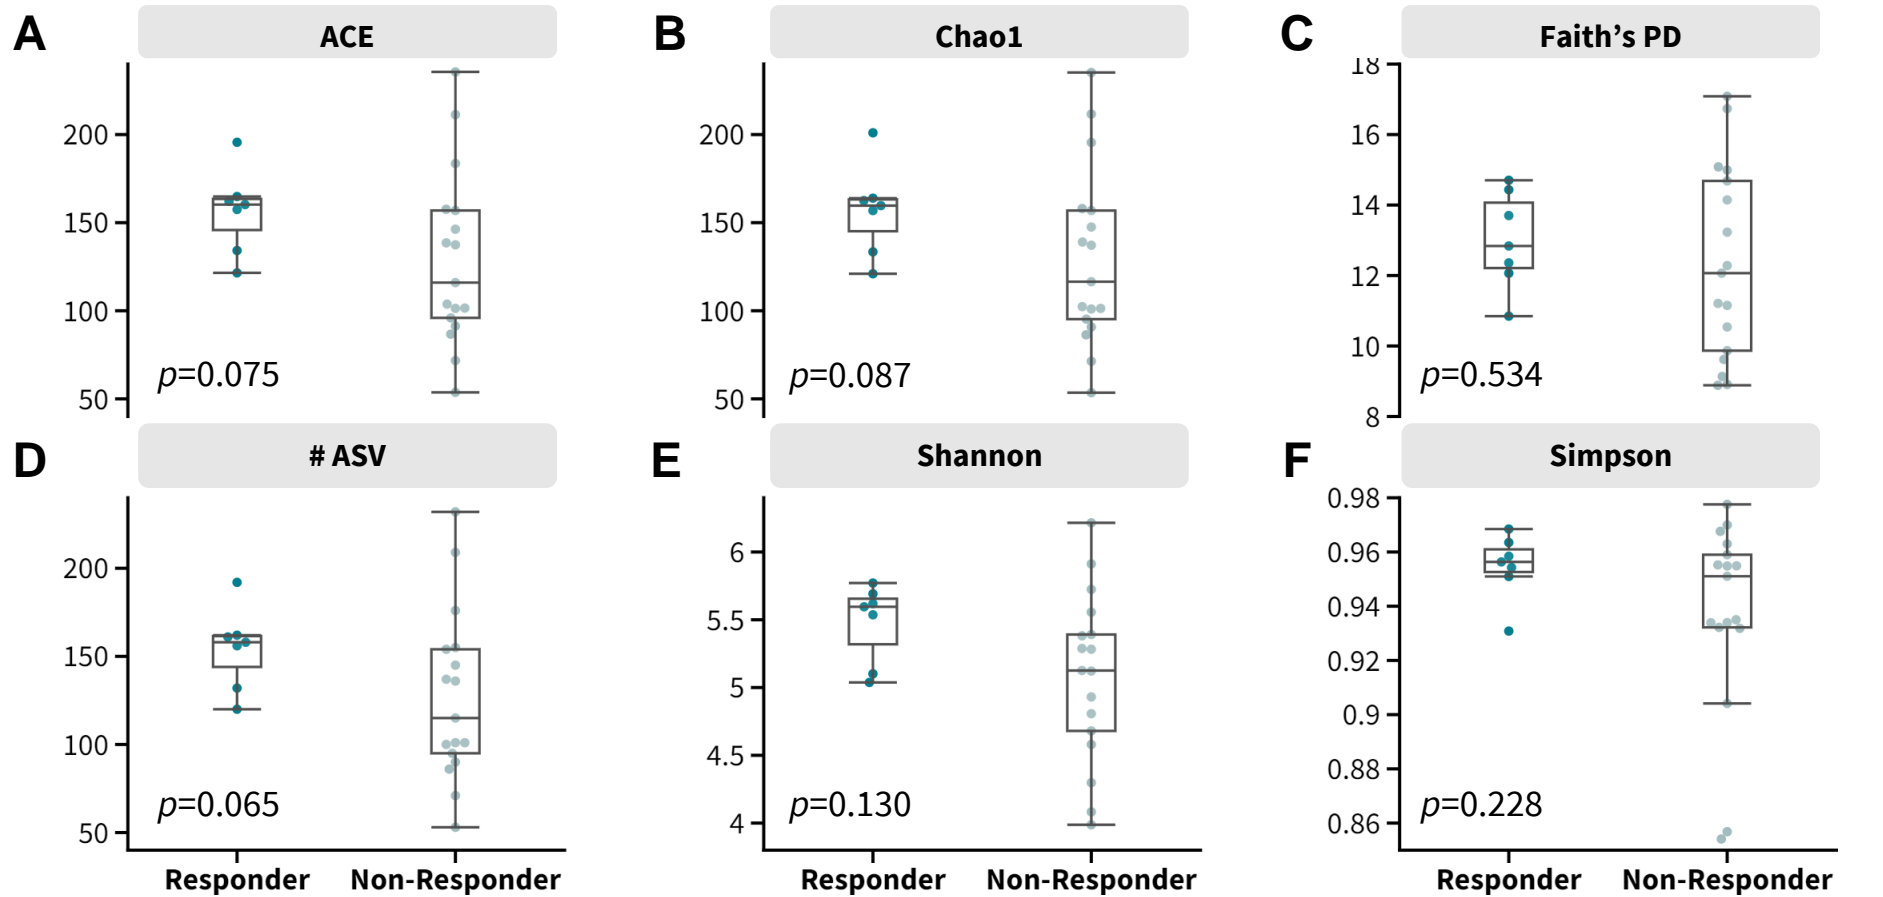 A
ACE
200
150
100
50
p=0.075
B
Chao1
200
150
100
50
p=0.087
C
Faith’s PD
18
16
14
12
10
8
p=0.534
D
# ASV
200
150
100
50
p=0.065
Responder Non-Responder
E
Shannon
6
5.5
5
4.5
4
p=0.130
Responder Non-Responder
F
Simpson
0.98
0.96
0.94
0.92
0.9
0.88
0.86
p=0.228
Responder Non-Responder